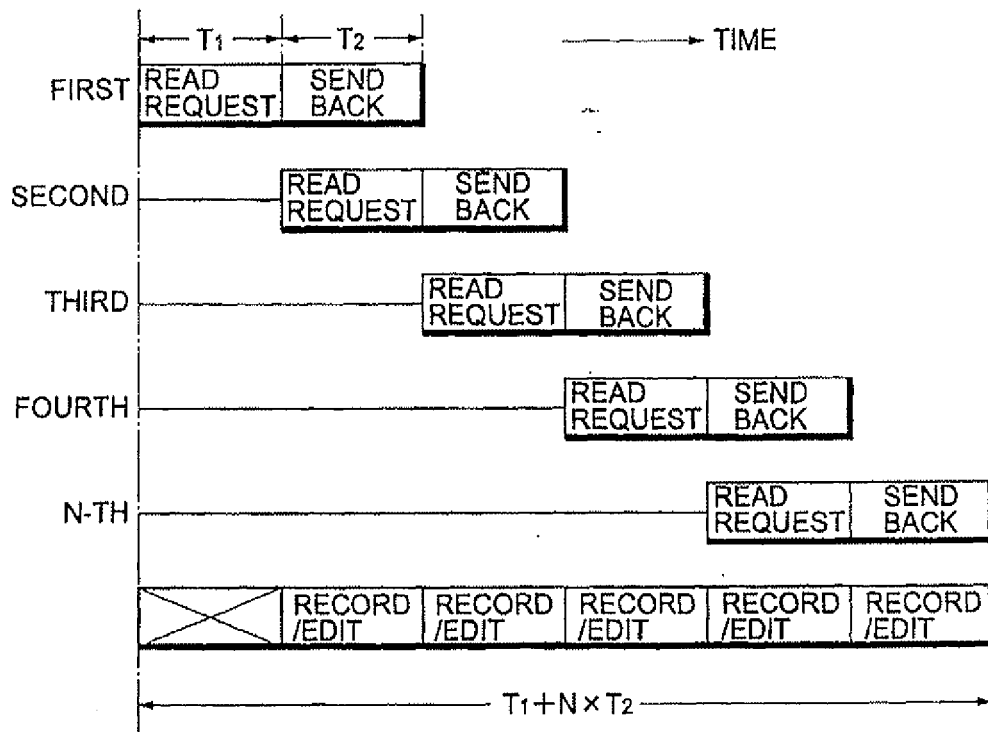 T1 T2 TIME
FIRST READ REQUEST SEND BACK
SECOND READ REQUEST SEND BACK
THIRD READ REQUEST SEND BACK
FOURTH READ REQUEST SEND BACK
N-TH READ REQUEST SEND BACK
RECORD /EDIT RECORD /EDIT RECORD /EDIT RECORD /EDIT RECORD /EDIT
T1+N×T2